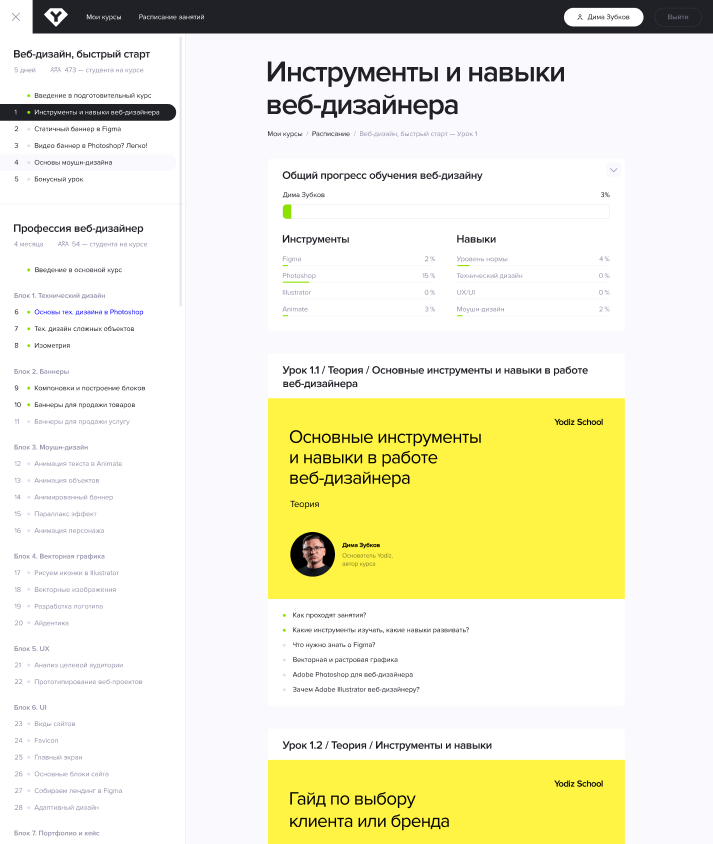 Мои курсы
Расписание занятий
Дима Зубков
Выйти
Веб-дизайн, быстрый старт
5 дней 473 — студента на курсе
Введение в подготовительный курс
1 Инструменты и навыки веб-дизайнера
2 Статичный баннер в Figma
3 Видео баннер в Photoshop? Легко!
4 Основы моушн-дизайна
5 Бонусный урок
Профессия веб-дизайнер
4 месяца 54 — студента на курсе
Введение в основной курс
Блок 1. Технический дизайн
6 Основы тех. дизайна в Photoshop
7 Тех. дизайн сложных объектов
8 Изометрия
Блок 2. Баннеры
9 Компоновки и построение блоков
10 Баннеры для продажи товаров
11 Баннеры для продажи услугу
Блок 3. Моушн-дизайн
12 Анимация текста в Animate
13 Анимация объектов
14 Анимированный баннер
15 Параллакс эффект
16 Анимация персонажа
Блок 4. Векторная графика
17 Рисуем иконки в Illustrator
18 Векторные изображения
19 Разработка логотипа
20 Айдентика
Блок 5. UX
21 Анализ целевой аудитории
22 Прототипирование веб-проектов
Блок 6. UI
23 Виды сайтов
24 Favicon
25 Главный экран
26 Основные блоки сайта
27 Собираем лендинг в Figma
28 Адаптивный дизайн
Блок 7. Портфолио и кейс
Инструменты и навыки
веб-дизайнера
Мои курсы / Расписание / Веб-дизайн, быстрый старт — Урок 1
Общий прогресс обучения веб-дизайну
Дима Зубков 3%
Инструменты
Figma 2 %
Photoshop 15 %
Illustrator 0 %
Animate 3 %
Навыки
Уровень нормы 4 %
Технический дизайн 0 %
UX/UI 0 %
Моушн-дизайн 2 %
Урок 1.1 / Теория / Основные инструменты и навыки в работе
веб-дизайнера
Yodiz School
Основные инструменты
и навыки в работе
веб-дизайнера
Теория
Дима Зубков
Основатель Yodiz,
автор курса
Как проходят занятия?
Какие инструменты изучать, какие навыки развивать?
Что нужно знать о Figma?
Векторная и растровая графика
Adobe Photoshop для веб-дизайнера
Зачем Adobe Illustrator веб-дизайнеру?
Урок 1.2 / Теория / Инструменты и навыки
Yodiz School
Гайд по выбору
клиента или бренда